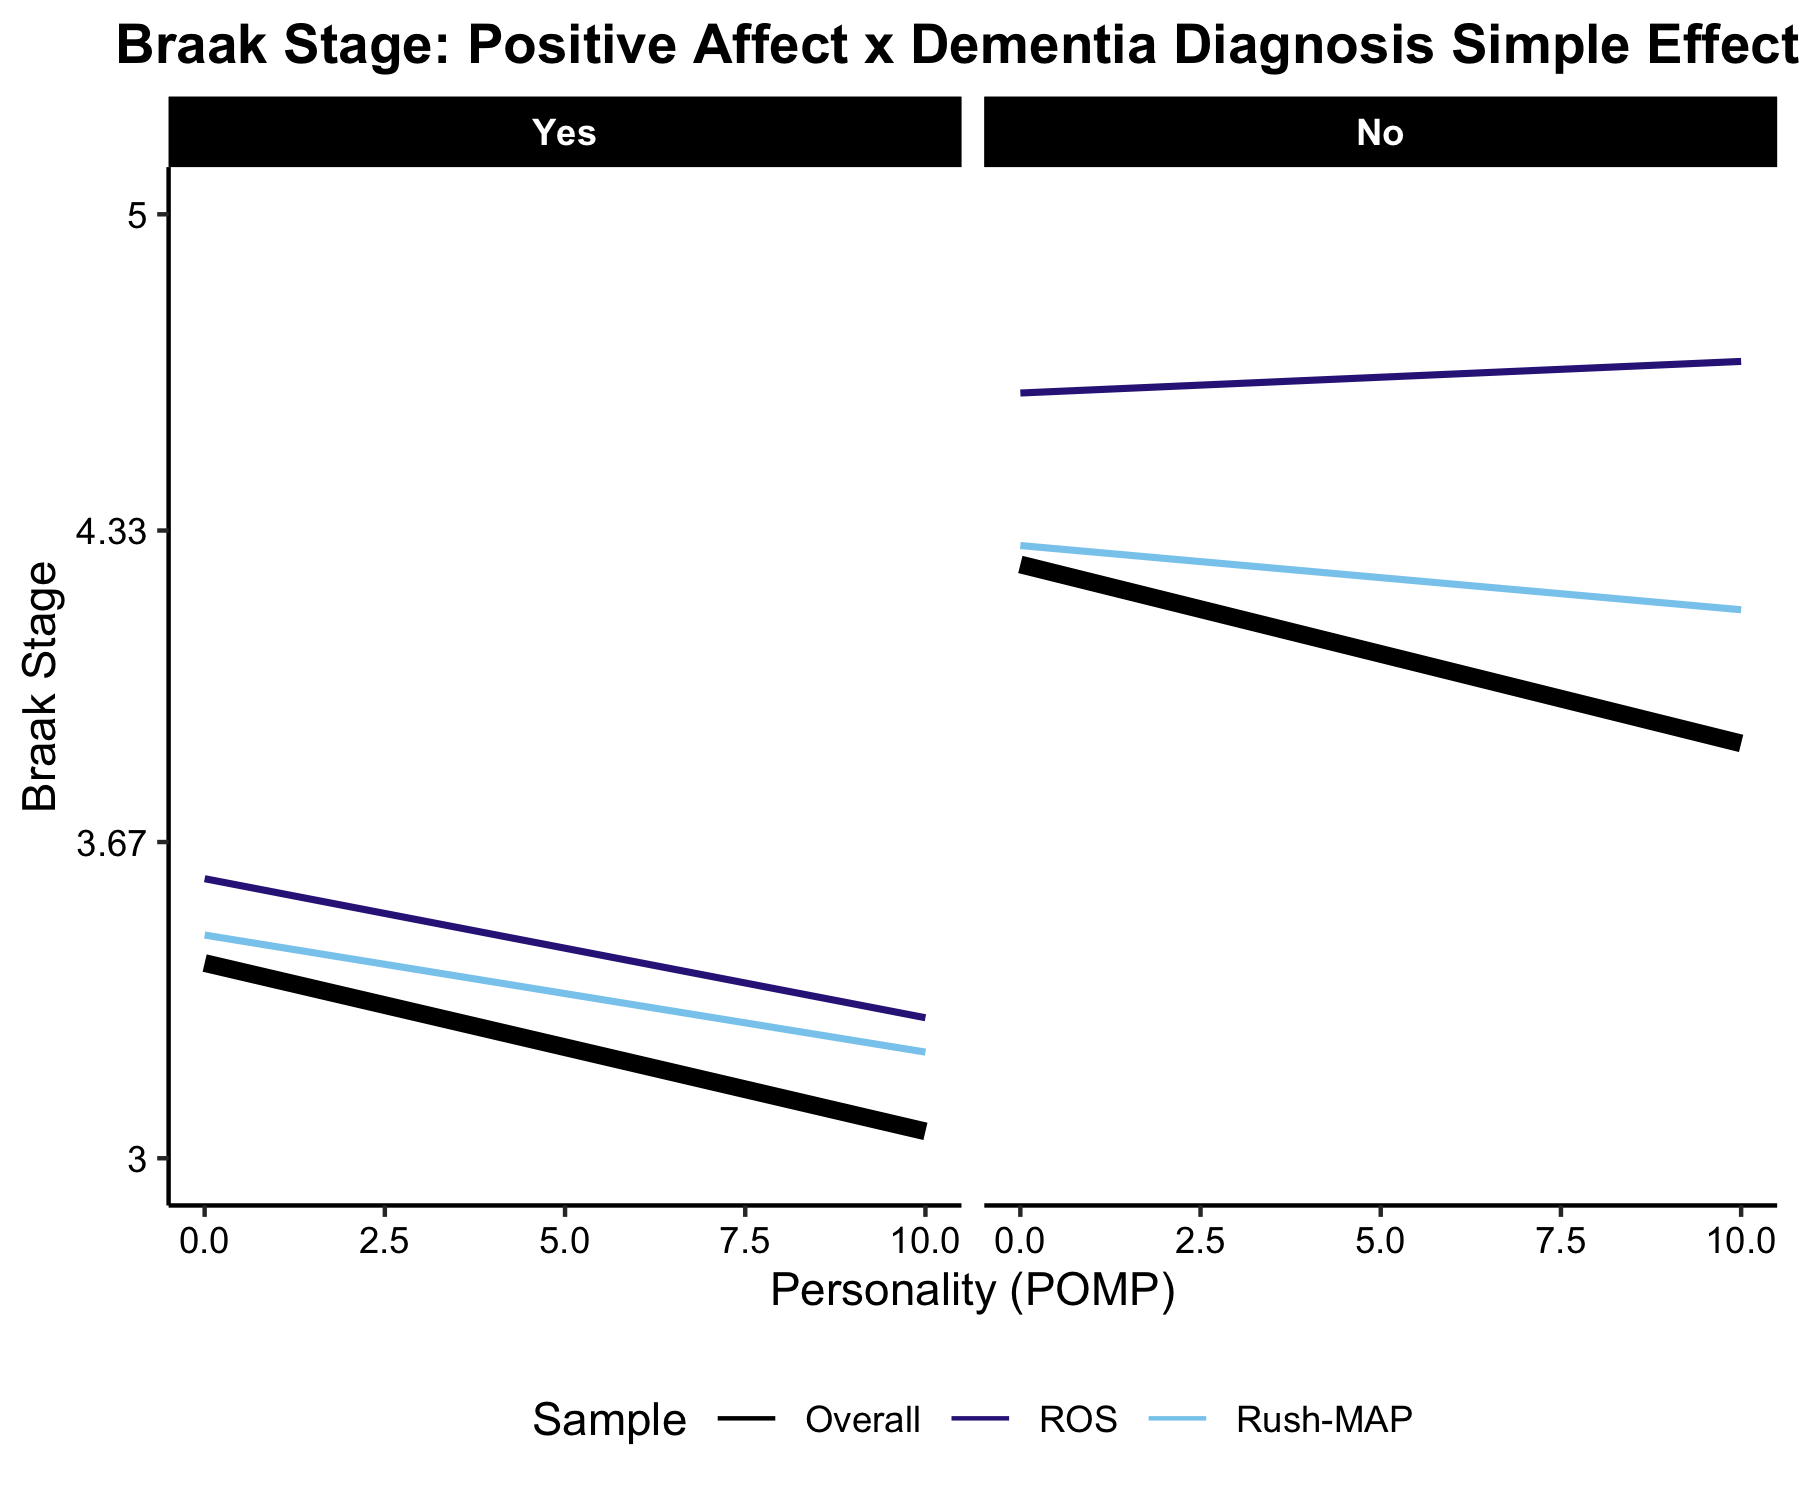 Braak Stage: Positive Affect x Dementia Diagnosis Simple Effect
Yes
No
5
4.33
3.67
3
Braak Stage
0.0 2.5 5.0 7.5 10.0
0.0 2.5 5.0 7.5 10.0
Personality (POMP)
Sample Overall ROS Rush-MAP